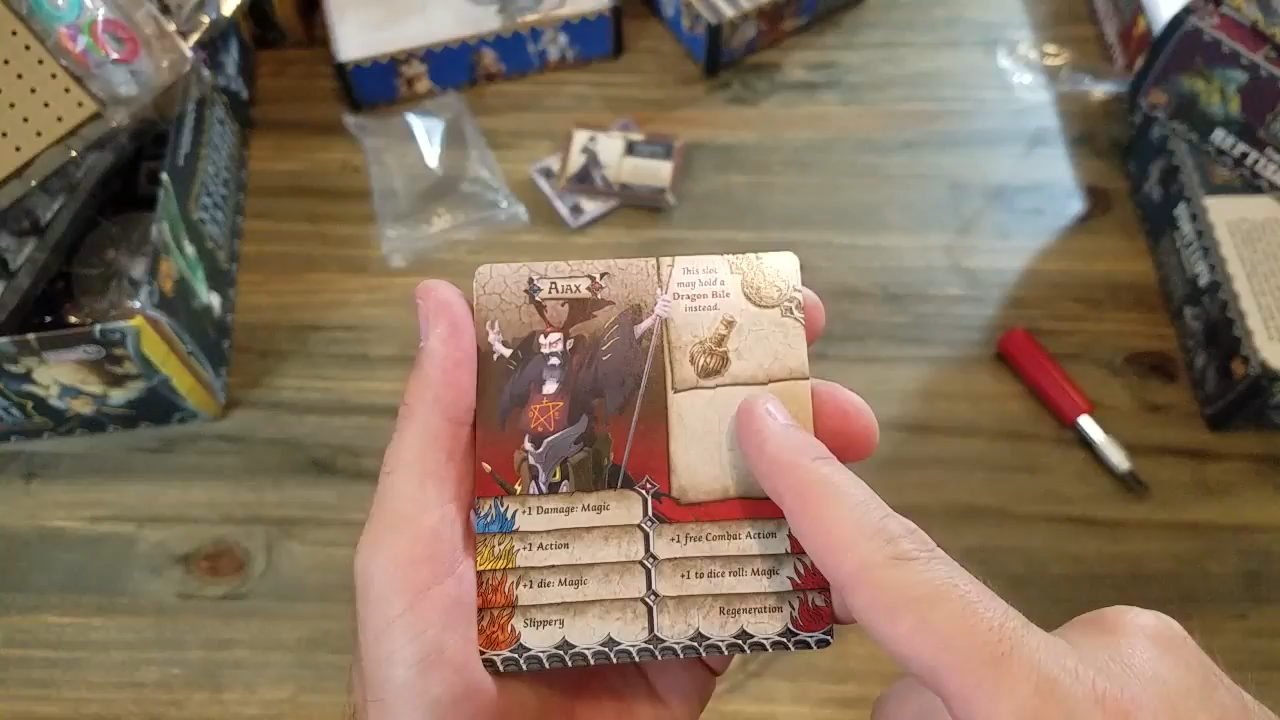 AJAX
This slot
may hold a
Dragon Bile
instead.
+1 Damage: Magic
+1 Action
+1 die: Magic
Slippery
+1 free Combat Action
+1 to dice roll: Magic
Regeneration